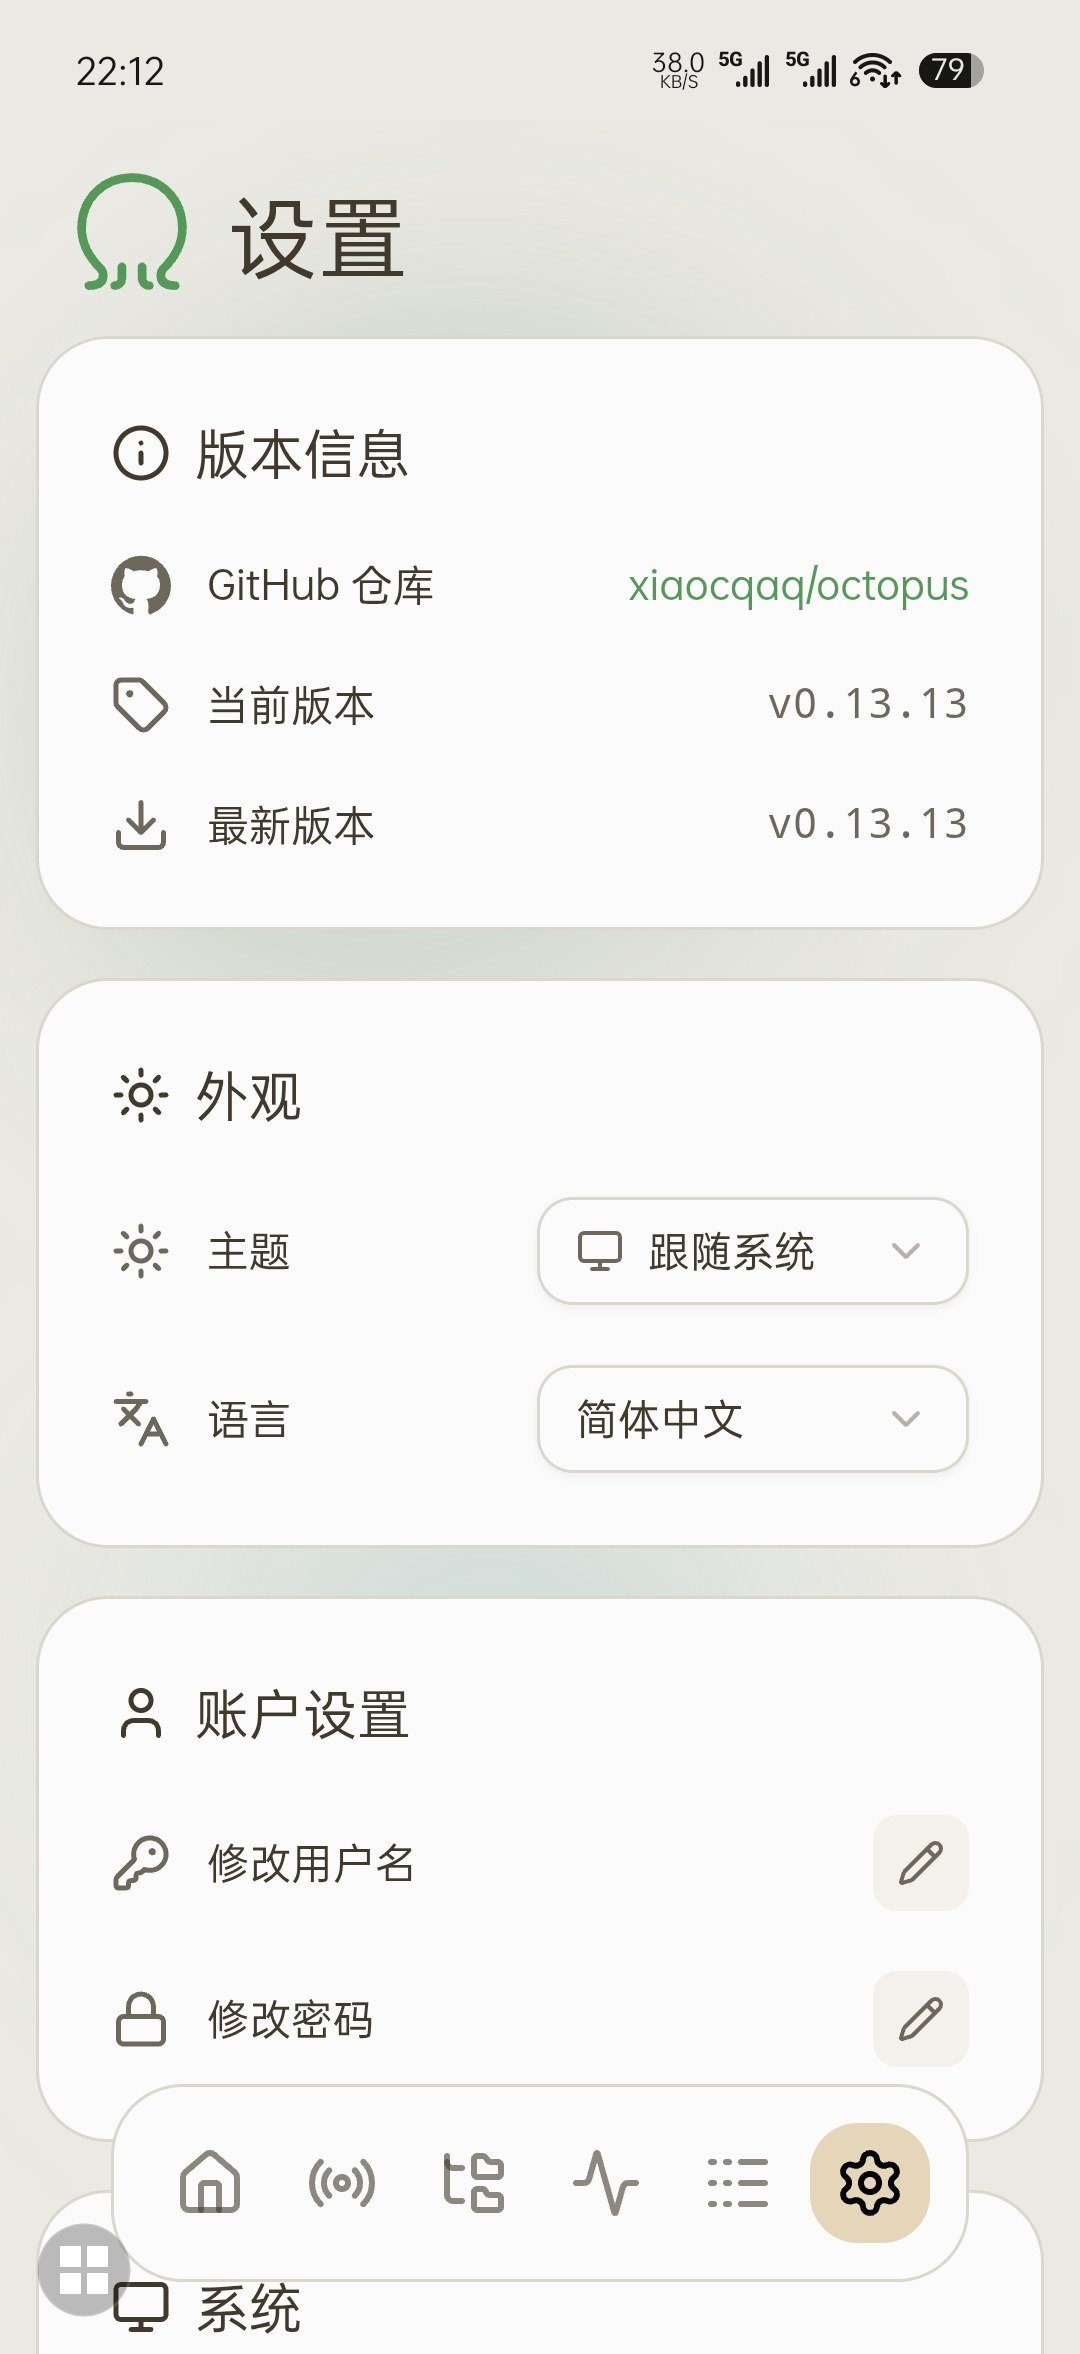 22:12
38.0 KB/S 5G 5G 6 79
设置
版本信息
GitHub 仓库 xiaocqaq/octopus
当前版本 v0.13.13
最新版本 v0.13.13
外观
主题 跟随系统
语言 简体中文
账户设置
修改用户名
修改密码
系统